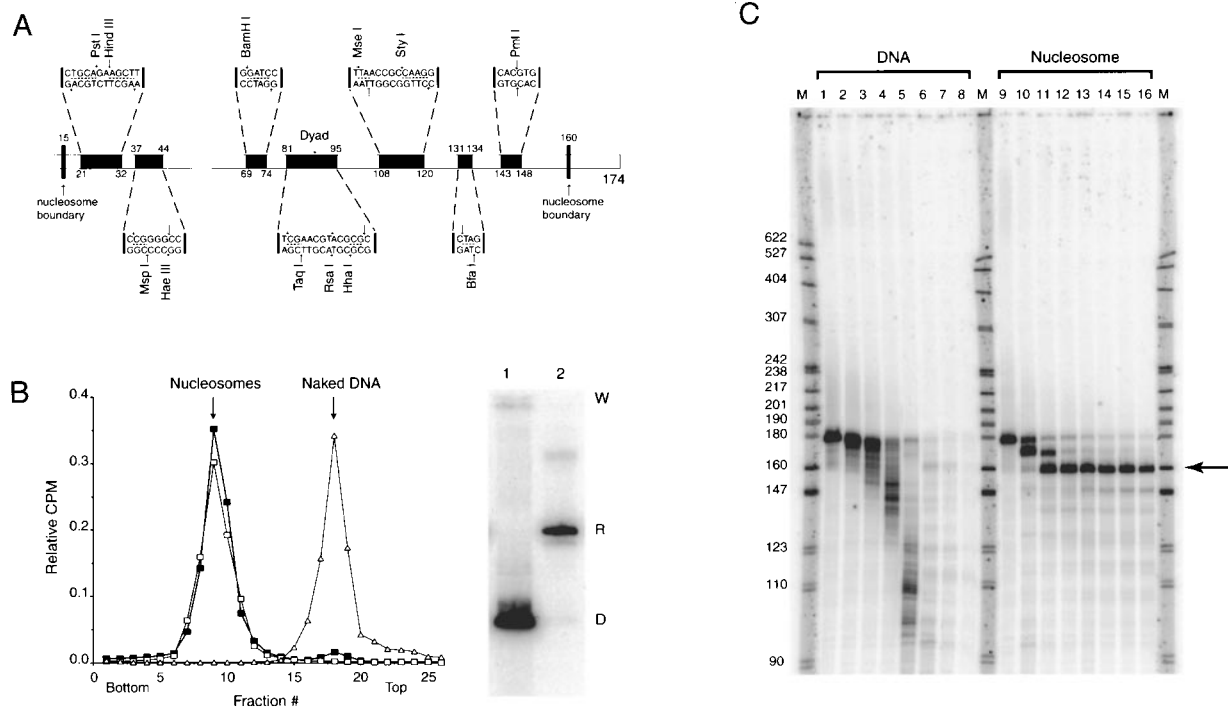 A
Pst I
Hind III
BamH I
Mse I
Sty I
Pml I
CTGCAGAAGCTT
GACGTCTTCGAA
GGATCC
CCTAGG
TTAACCGCCAAGG
AATTGGCGGTTCC
CACGTG
GTGCAC
Dyad
15 37 44 81 95 131 134 160
21 32 69 74 108 120 143 148 174
nucleosome boundary
nucleosome boundary
CCGGGGCC
GGCCCCGG
TCGAACGTACGCGC
AGCTTGCATGCGCG
CTAG
GATC
Msp I
Hae III
Taq I
Rsa I
Hha I
Bfa I
B
Nucleosomes
Naked DNA
Relative CPM
0.4
0.3
0.2
0.1
0.0
0 5 10 15 20 25
Bottom
Top
Fraction #
1 2
W
R
D
C
DNA
Nucleosome
M 1 2 3 4 5 6 7 8 M 9 10 11 12 13 14 15 16 M
622
527
404
307
242
238
217
201
190
180
160
147
123
110
90